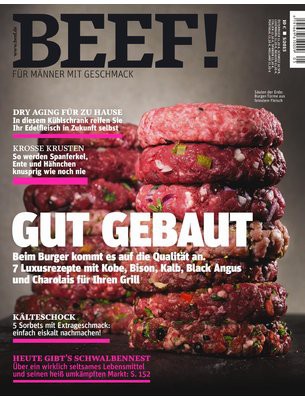 BEEF!
FÜR MÄNNER MIT GESCHMACK
DRY AGING FÜR ZU HAUSE
In diesem Kühlschrank reifen Sie
Ihr Edelfleisch in Zukunft selbst
KROSSE KRUSTEN
So werden Spanferkel,
Ente und Hähnchen
knusprig wie noch nie
GUT GEBAUT
Beim Burger kommt es auf die Qualität an.
7 Luxusrezepte mit Kobe, Bison, Kalb, Black Angus
und Charolais für Ihren Grill
KÄLTESCHOCK
5 Sorbets mit Extrageschmack:
einfach eiskalt nachmachen!
HEUTE GIBT'S SCHWALBENNEST
Über ein wirklich seltsames Lebensmittel
und seinen heiß umkämpften Markt: S. 152